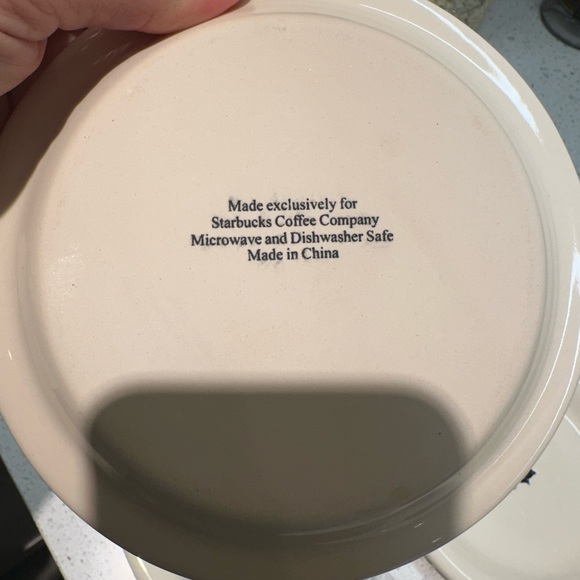 Made exclusively for
Starbucks Coffee Company
Microwave and Dishwasher Safe
Made in China